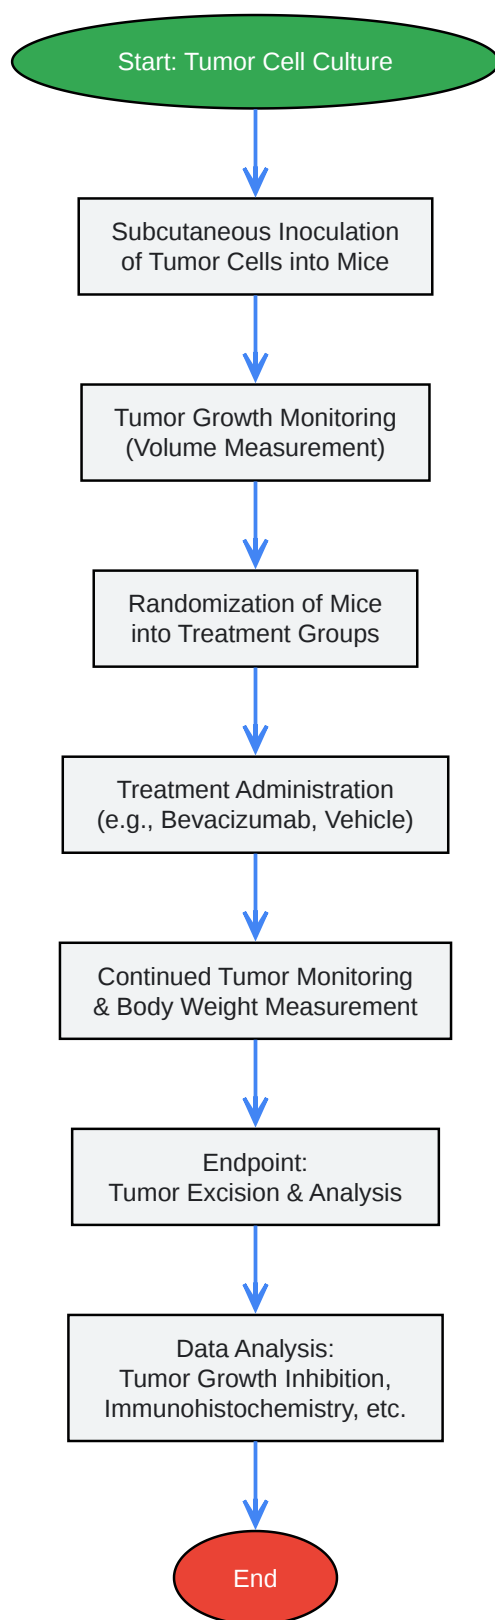 Start: Tumor Cell Culture
Subcutaneous Inoculation
of Tumor Cells into Mice
Tumor Growth Monitoring
(Volume Measurement)
Randomization of Mice
into Treatment Groups
Treatment Administration
(e.g., Bevacizumab, Vehicle)
Continued Tumor Monitoring
& Body Weight Measurement
Endpoint:
Tumor Excision & Analysis
Data Analysis:
Tumor Growth Inhibition,
Immunohistochemistry, etc.
End